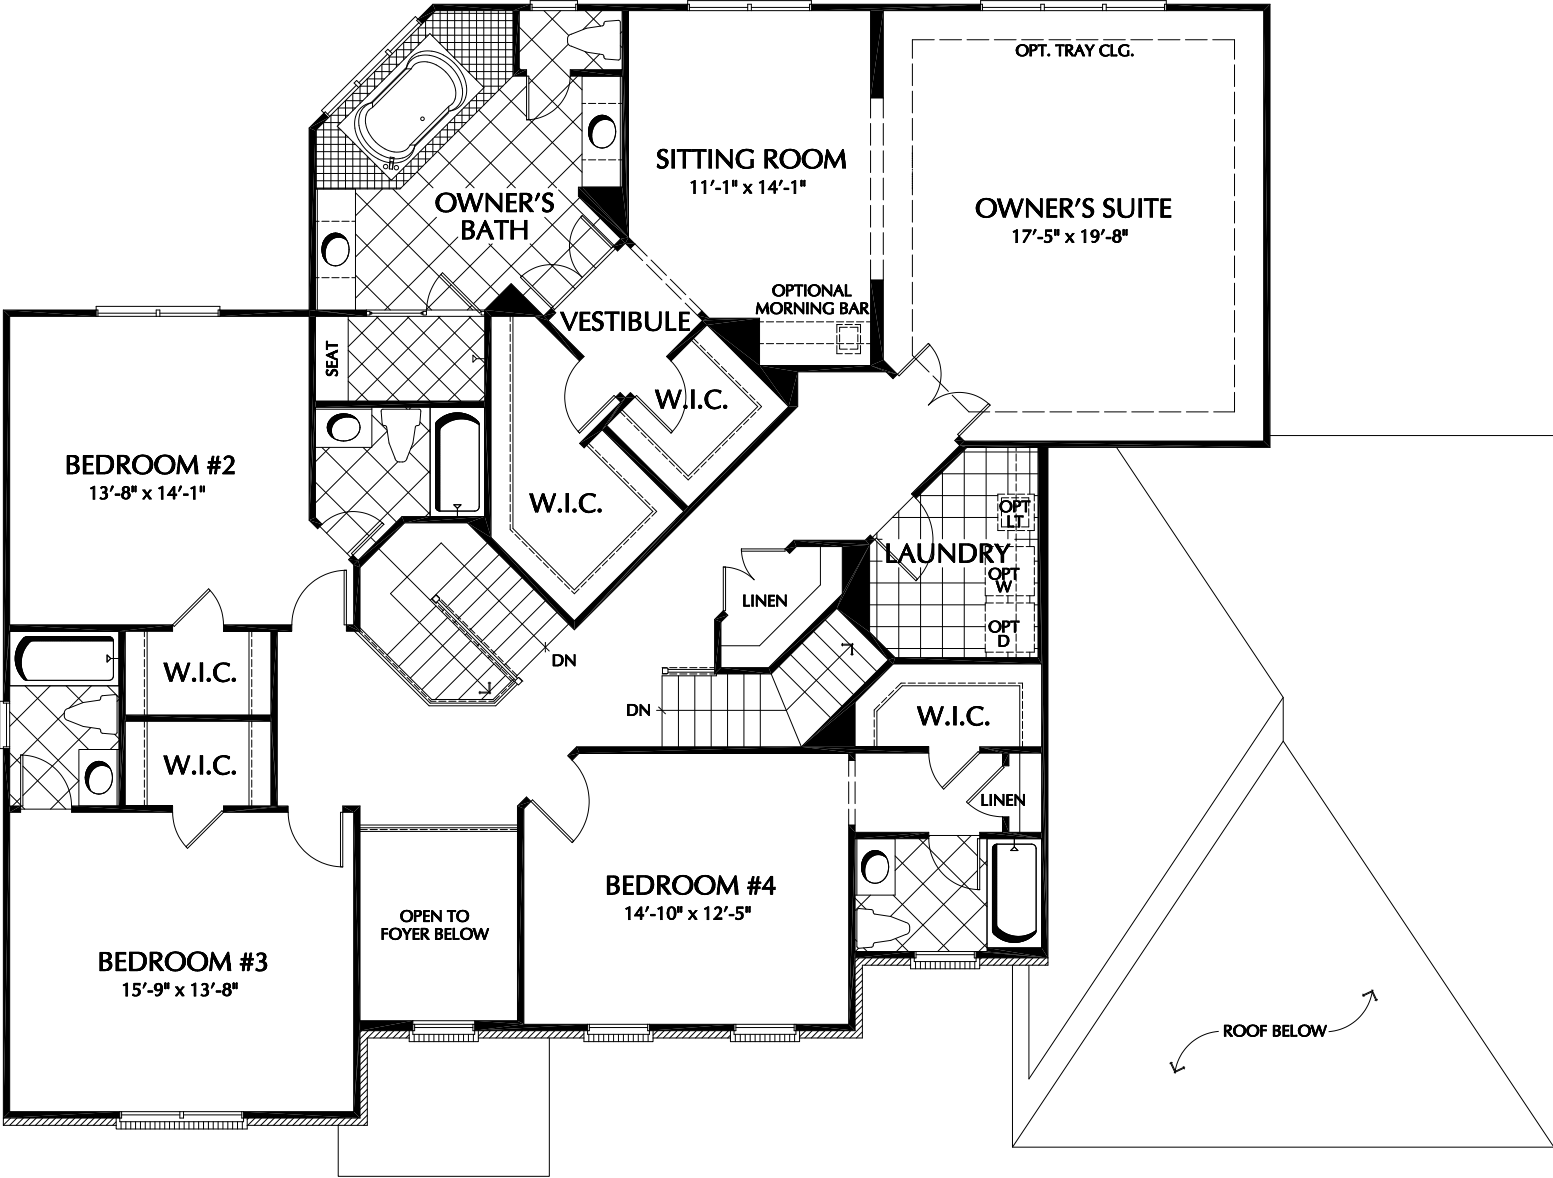 OPT. TRAY CLG.
SITTING ROOM
11'-1" x 14'-1"
OWNER'S
BATH
OWNER'S SUITE
17'-5" x 19'-8"
OPTIONAL
MORNING BAR
VESTIBULE
SEAT
W.I.C.
BEDROOM #2
13'-8" x 14'-1"
W.I.C.
OPT
LT
LAUNDRY
OPT
W
LINEN
OPT
D
DN
W.I.C.
DN
W.I.C.
W.I.C.
LINEN
BEDROOM #4
14'-10" x 12'-5"
OPEN TO
FOYER BELOW
BEDROOM #3
15'-9" x 13'-8"
ROOF BELOW